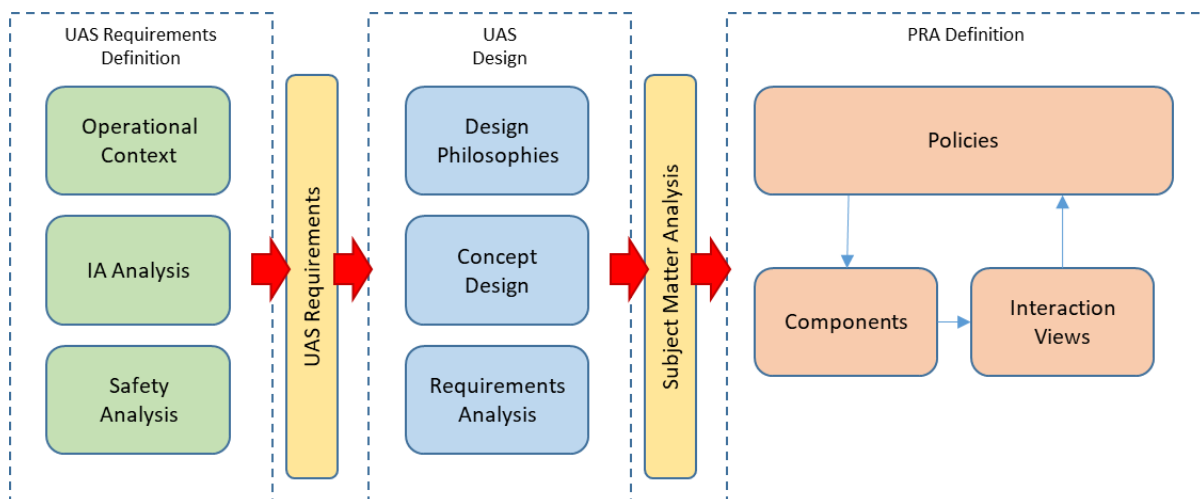 UAS Requirements
Definition
Operational
Context
IA Analysis
Safety
Analysis
UAS Requirements
UAS
Design
Design
Philosophies
Concept
Design
Requirements
Analysis
Subject Matter Analysis
PRA Definition
Policies
Components
Interaction
Views